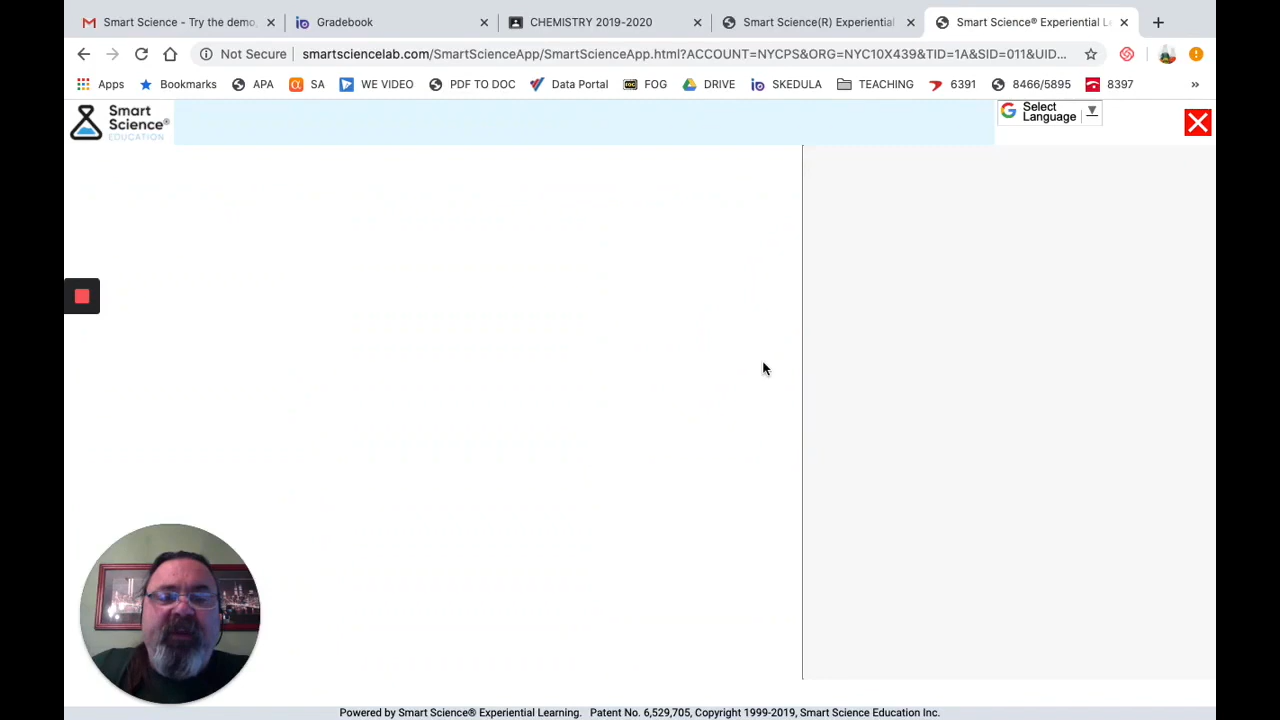 Smart Science - Try the demo,
Gradebook
CHEMISTRY 2019-2020
Smart Science(R) Experiential
Smart Science® Experiential Le
Not Secure
smartsciencelab.com/SmartScienceApp/SmartScienceApp.html?ACCOUNT=NYCPS&ORG=NYC10X439&TID=1A&SID=011&UID...
Apps
Bookmarks
APA
SA
WE VIDEO
PDF TO DOC
Data Portal
FOG
DRIVE
SKEDULA
TEACHING
6391
8466/5895
8397
»
Smart
Science®
EDUCATION
Select
Language
Powered by Smart Science® Experiential Learning. Patent No. 6,529,705, Copyright 1999-2019, Smart Science Education Inc.